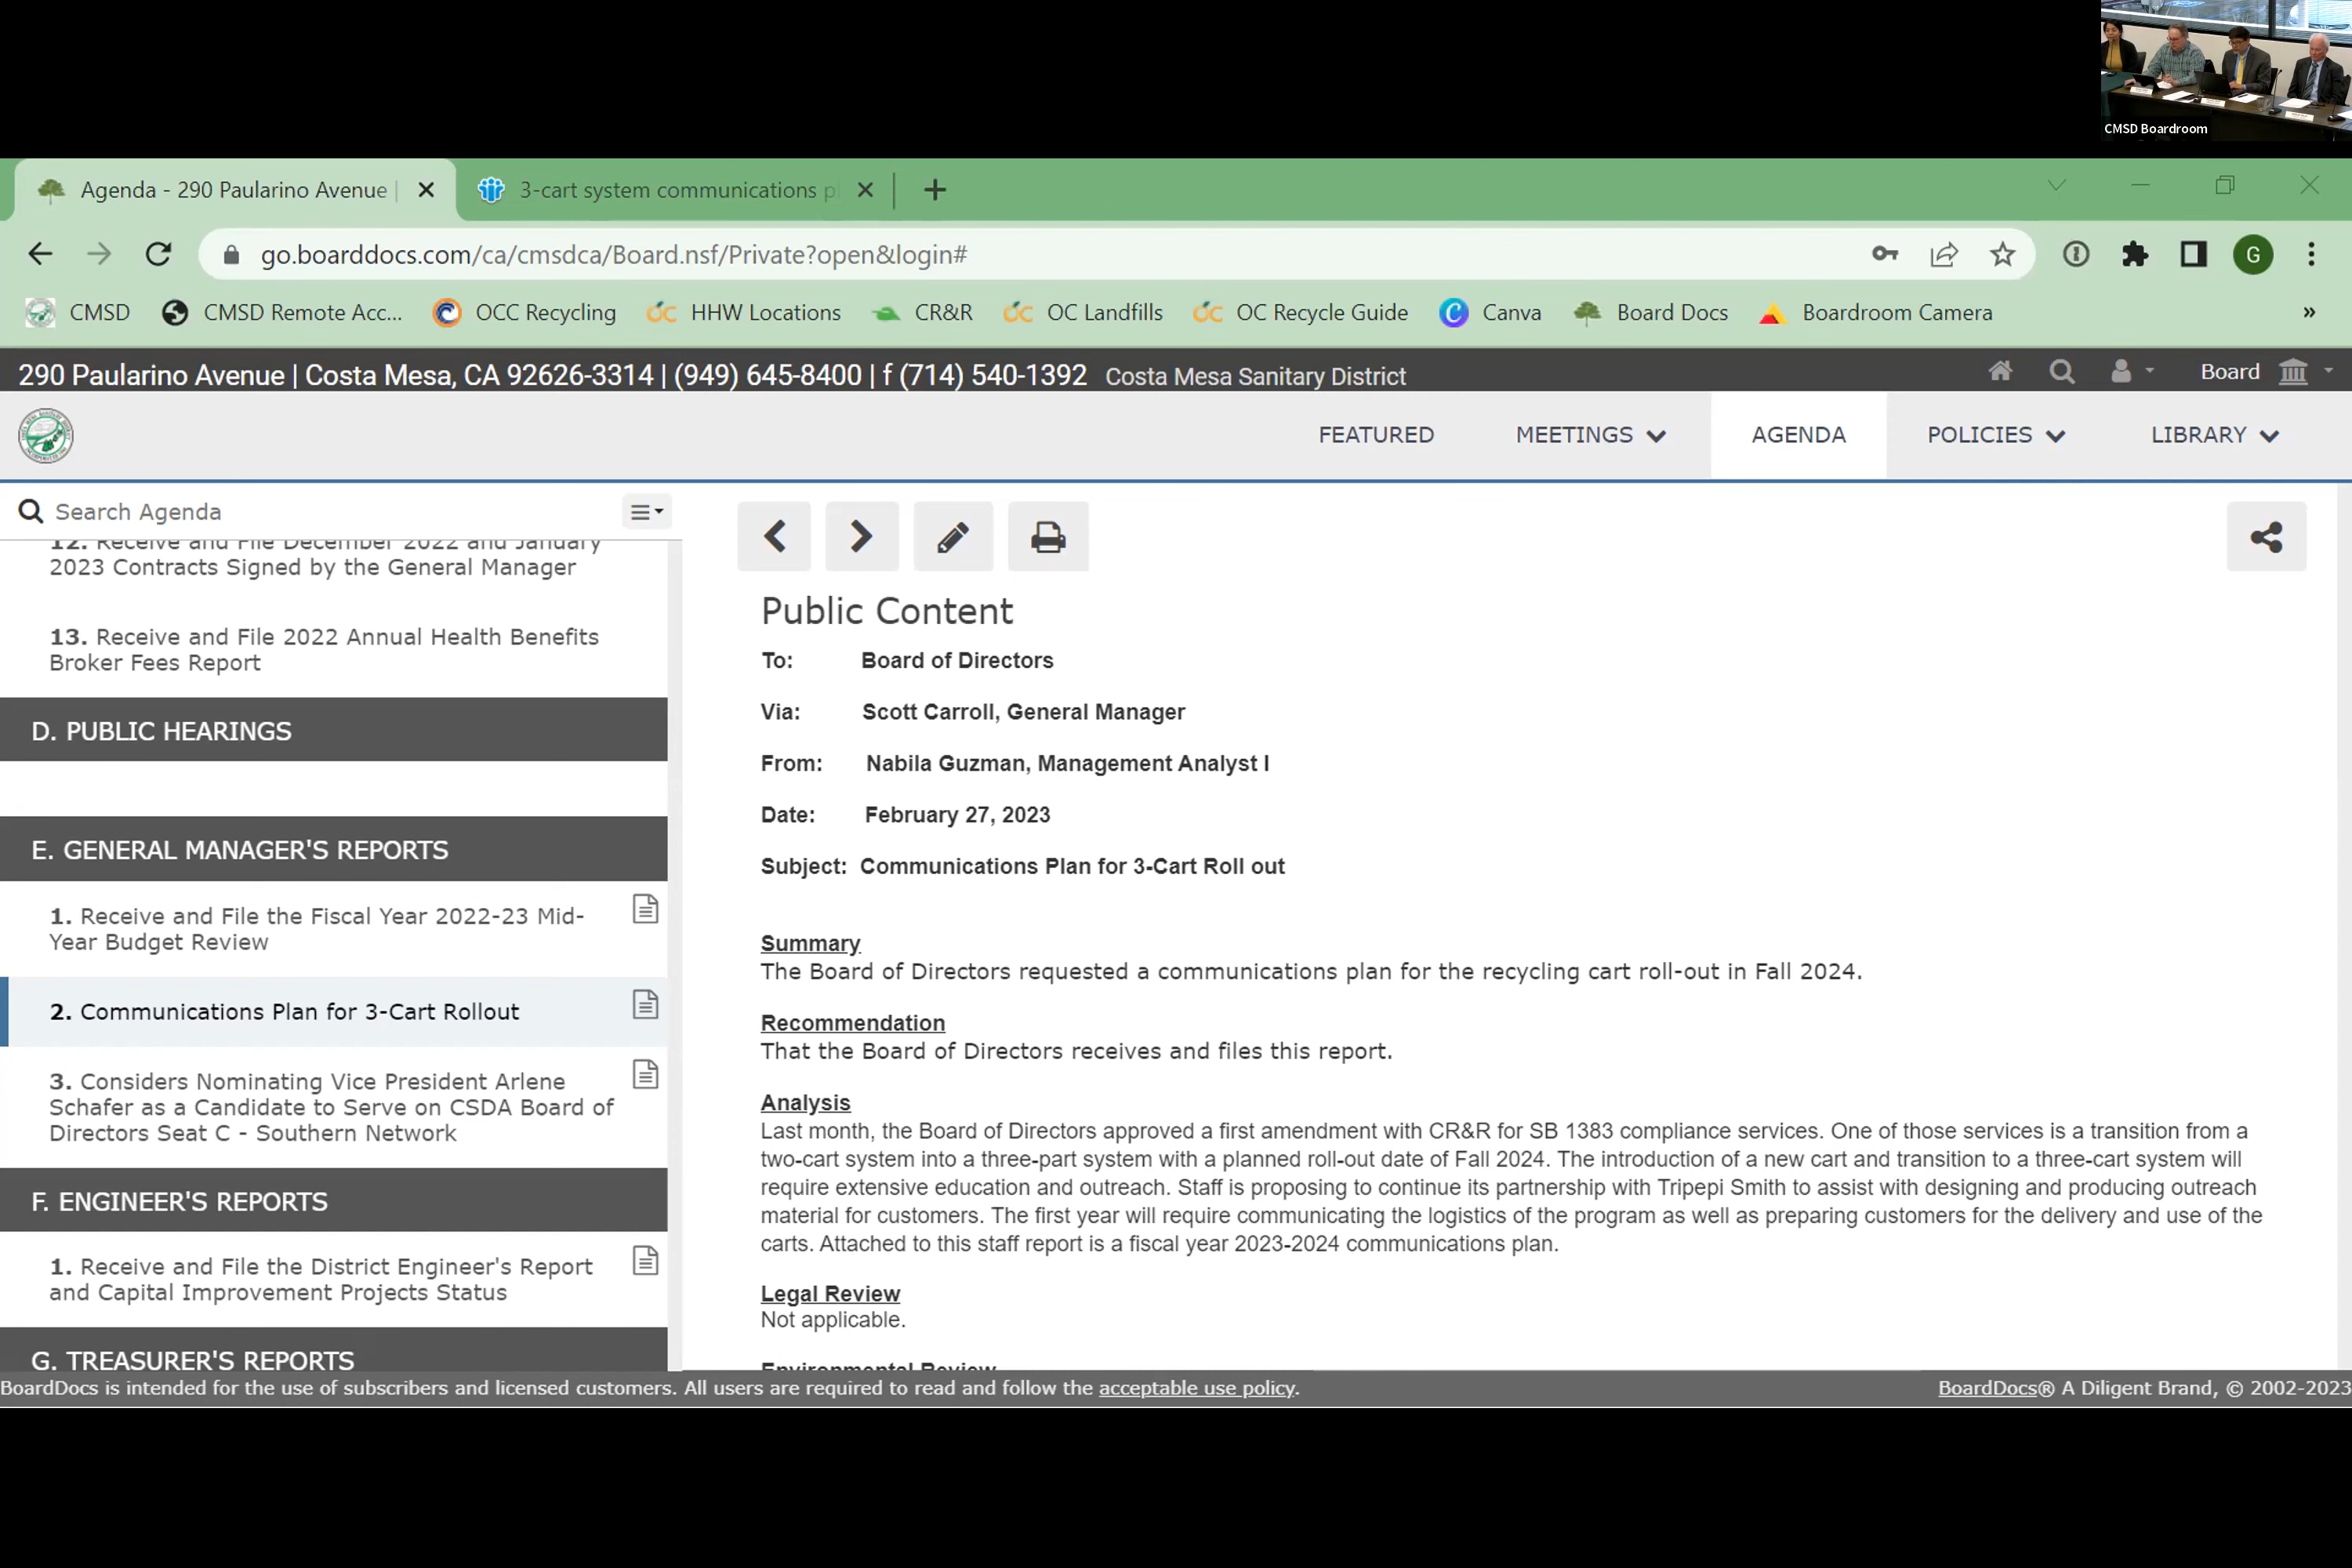 CMSD Boardroom
Agenda - 290 Paularino Avenue |
3-cart system communications p
go.boarddocs.com/ca/cmsdca/Board.nsf/Private?open&login#
G
CMSD
CMSD Remote Acc...
OCC Recycling
HHW Locations
CR&R
OC Landfills
OC Recycle Guide
Canva
Board Docs
Boardroom Camera
»
290 Paularino Avenue | Costa Mesa, CA 92626-3314 | (949) 645-8400 | f (714) 540-1392 Costa Mesa Sanitary District
Board
FEATURED
MEETINGS
AGENDA
POLICIES
LIBRARY
Search Agenda
12. Receive and File December 2022 and January
2023 Contracts Signed by the General Manager
13. Receive and File 2022 Annual Health Benefits
Broker Fees Report
D. PUBLIC HEARINGS
E. GENERAL MANAGER'S REPORTS
1. Receive and File the Fiscal Year 2022-23 Mid-
Year Budget Review
2. Communications Plan for 3-Cart Rollout
3. Considers Nominating Vice President Arlene
Schafer as a Candidate to Serve on CSDA Board of
Directors Seat C - Southern Network
F. ENGINEER'S REPORTS
1. Receive and File the District Engineer's Report
and Capital Improvement Projects Status
G. TREASURER'S REPORTS
Public Content
To: Board of Directors
Via: Scott Carroll, General Manager
From: Nabila Guzman, Management Analyst I
Date: February 27, 2023
Subject: Communications Plan for 3-Cart Roll out
Summary
The Board of Directors requested a communications plan for the recycling cart roll-out in Fall 2024.
Recommendation
That the Board of Directors receives and files this report.
Analysis
Last month, the Board of Directors approved a first amendment with CR&R for SB 1383 compliance services. One of those services is a transition from a
two-cart system into a three-part system with a planned roll-out date of Fall 2024. The introduction of a new cart and transition to a three-cart system will
require extensive education and outreach. Staff is proposing to continue its partnership with Tripepi Smith to assist with designing and producing outreach
material for customers. The first year will require communicating the logistics of the program as well as preparing customers for the delivery and use of the
carts. Attached to this staff report is a fiscal year 2023-2024 communications plan.
Legal Review
Not applicable.
Environmental Review
BoardDocs is intended for the use of subscribers and licensed customers. All users are required to read and follow the acceptable use policy.
BoardDocs® A Diligent Brand, © 2002-2023